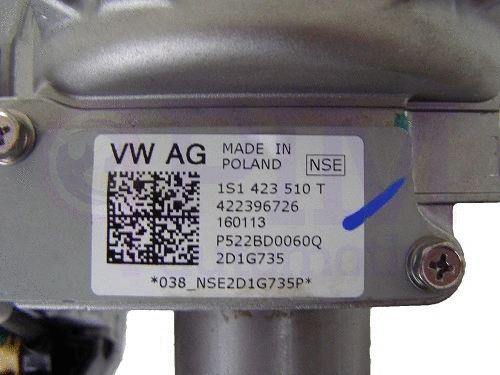 VW AG
MADE IN
POLAND
NSE
1S1 423 510 T
422396726
160113
P522BD0060Q
2D1G735
*038_NSE2D1G735P*